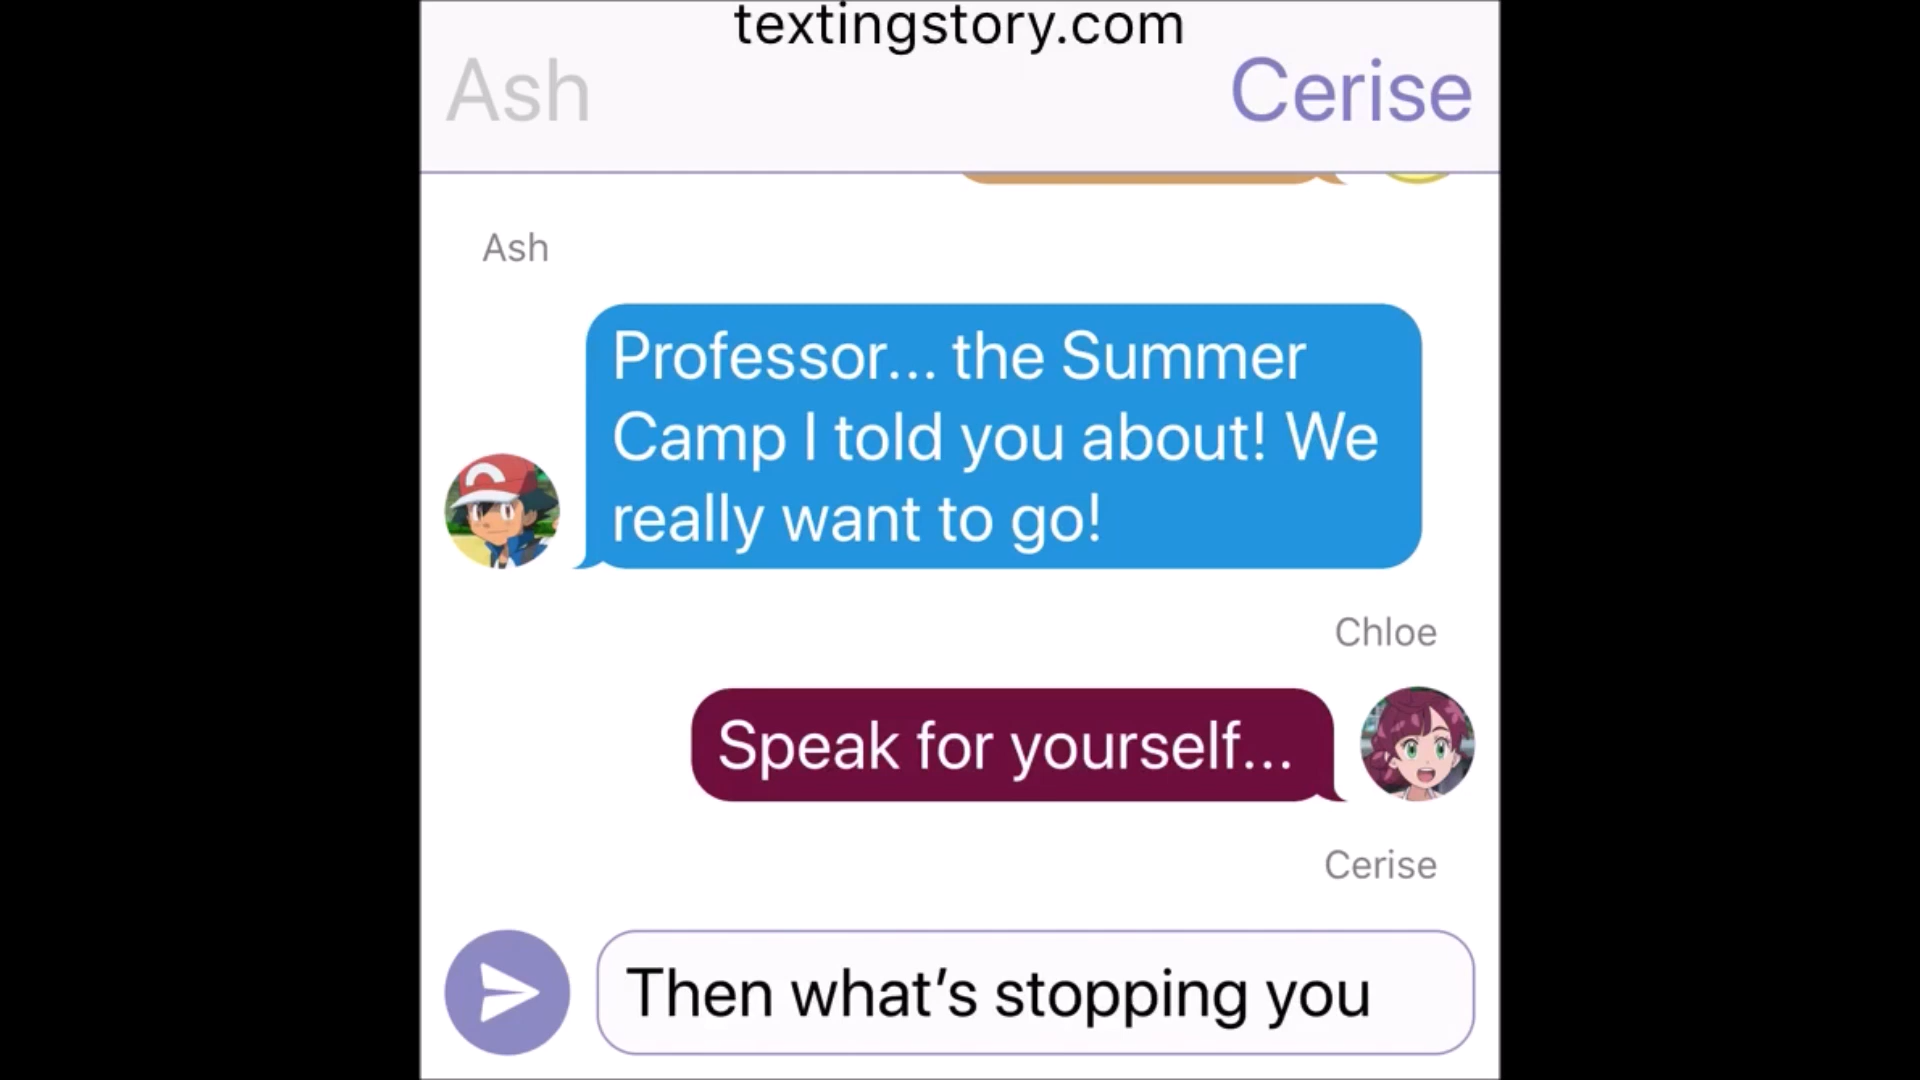 textingstory.com
Ash
Cerise
Ash
Professor... the Summer
Camp I told you about! We
really want to go!
Chloe
Speak for yourself...
Cerise
Then what’s stopping you